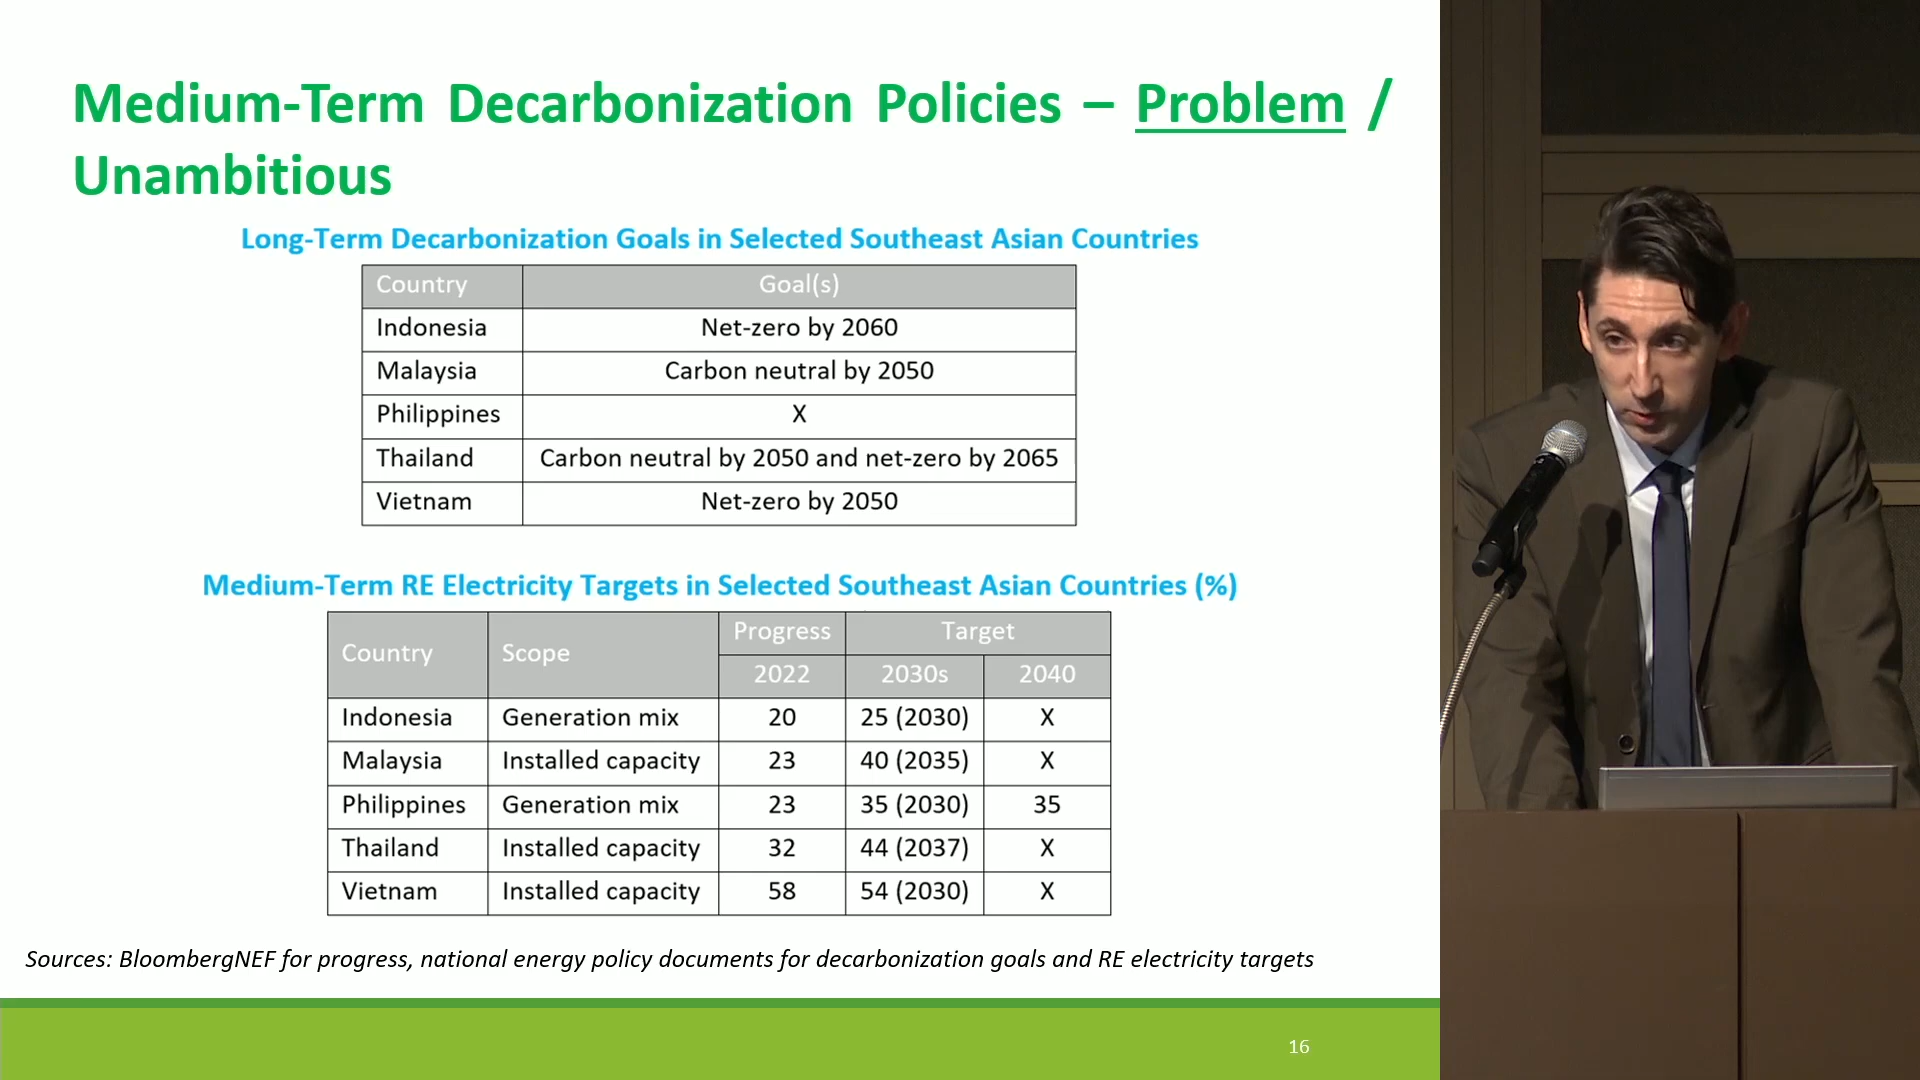 Medium-Term Decarbonization Policies – Problem /
Unambitious
Long-Term Decarbonization Goals in Selected Southeast Asian Countries
Country Goal(s)
Indonesia Net-zero by 2060
Malaysia Carbon neutral by 2050
Philippines X
Thailand Carbon neutral by 2050 and net-zero by 2065
Vietnam Net-zero by 2050
Medium-Term RE Electricity Targets in Selected Southeast Asian Countries (%)
Country Scope Progress Target
2022 2030s 2040
Indonesia Generation mix 20 25 (2030) X
Malaysia Installed capacity 23 40 (2035) X
Philippines Generation mix 23 35 (2030) 35
Thailand Installed capacity 32 44 (2037) X
Vietnam Installed capacity 58 54 (2030) X
Sources: BloombergNEF for progress, national energy policy documents for decarbonization goals and RE electricity targets
16